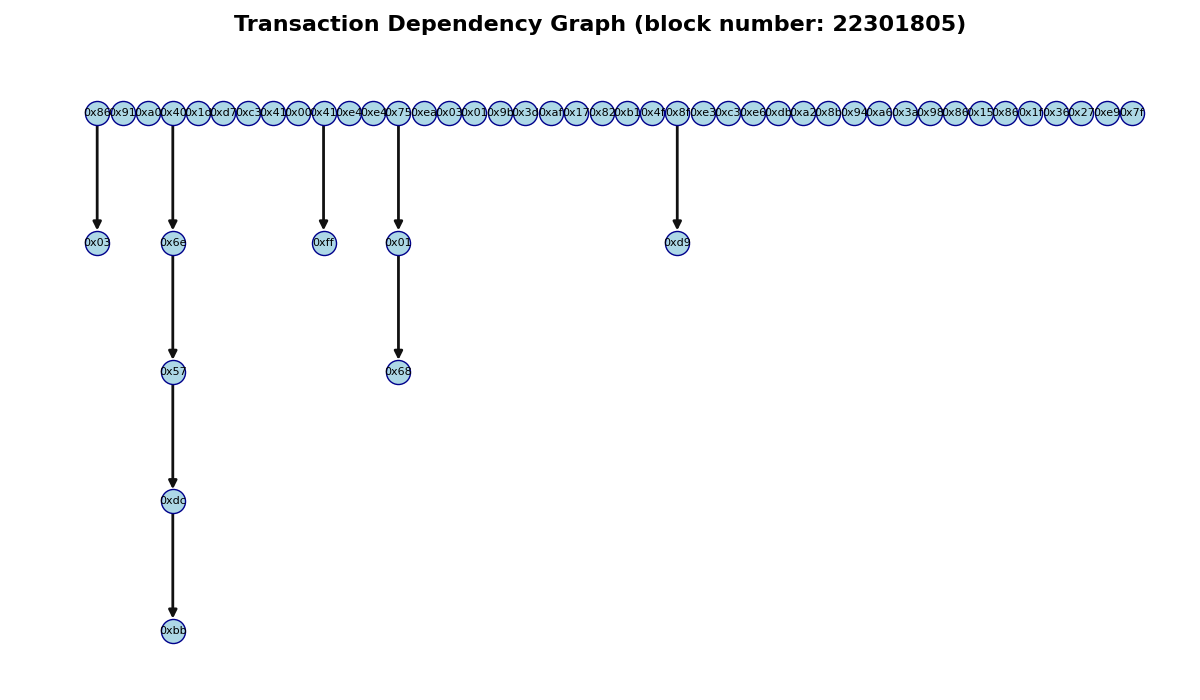 Transaction Dependency Graph (block number: 22301805)
0x86 0x91 0xa0 0x40 0x1d 0xd7 0xc3 0x41 0x00 0x41 0xe4 0xe4 0x75 0xea 0x03 0x01 0x9b 0x3d 0xaf 0x17 0x82 0xb1 0x4f 0x8f 0xe3 0xc3 0xe6 0xdb 0xa2 0x8b 0x94 0xa6 0x3a 0x98 0x86 0x15 0x86 0x1f 0x36 0x27 0xe9 0x7f
0x03 0x6e 0xff 0x01 0xd9
0x57 0x68
0xdc
0xbb